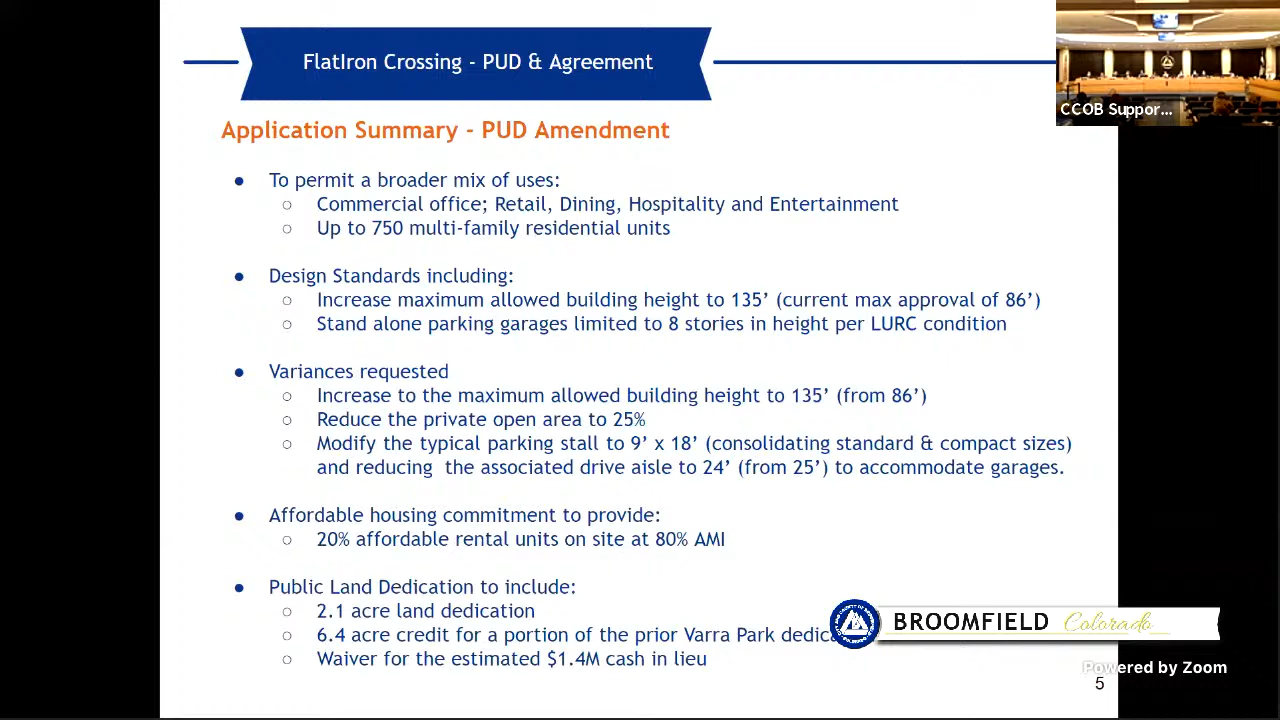 FlatIron Crossing - PUD & Agreement
CCOB Suppor...
Application Summary - PUD Amendment
● To permit a broader mix of uses:
○ Commercial office; Retail, Dining, Hospitality and Entertainment
○ Up to 750 multi-family residential units
● Design Standards including:
○ Increase maximum allowed building height to 135’ (current max approval of 86’)
○ Stand alone parking garages limited to 8 stories in height per LURC condition
● Variances requested
○ Increase to the maximum allowed building height to 135’ (from 86’)
○ Reduce the private open area to 25%
○ Modify the typical parking stall to 9’ x 18’ (consolidating standard & compact sizes)
and reducing the associated drive aisle to 24’ (from 25’) to accommodate garages.
● Affordable housing commitment to provide:
○ 20% affordable rental units on site at 80% AMI
● Public Land Dedication to include:
○ 2.1 acre land dedication
○ 6.4 acre credit for a portion of the prior Varra Park
○ Waiver for the estimated $1.4M cash in lieu
BROOMFIELD Colorado
Powered by Zoom
5